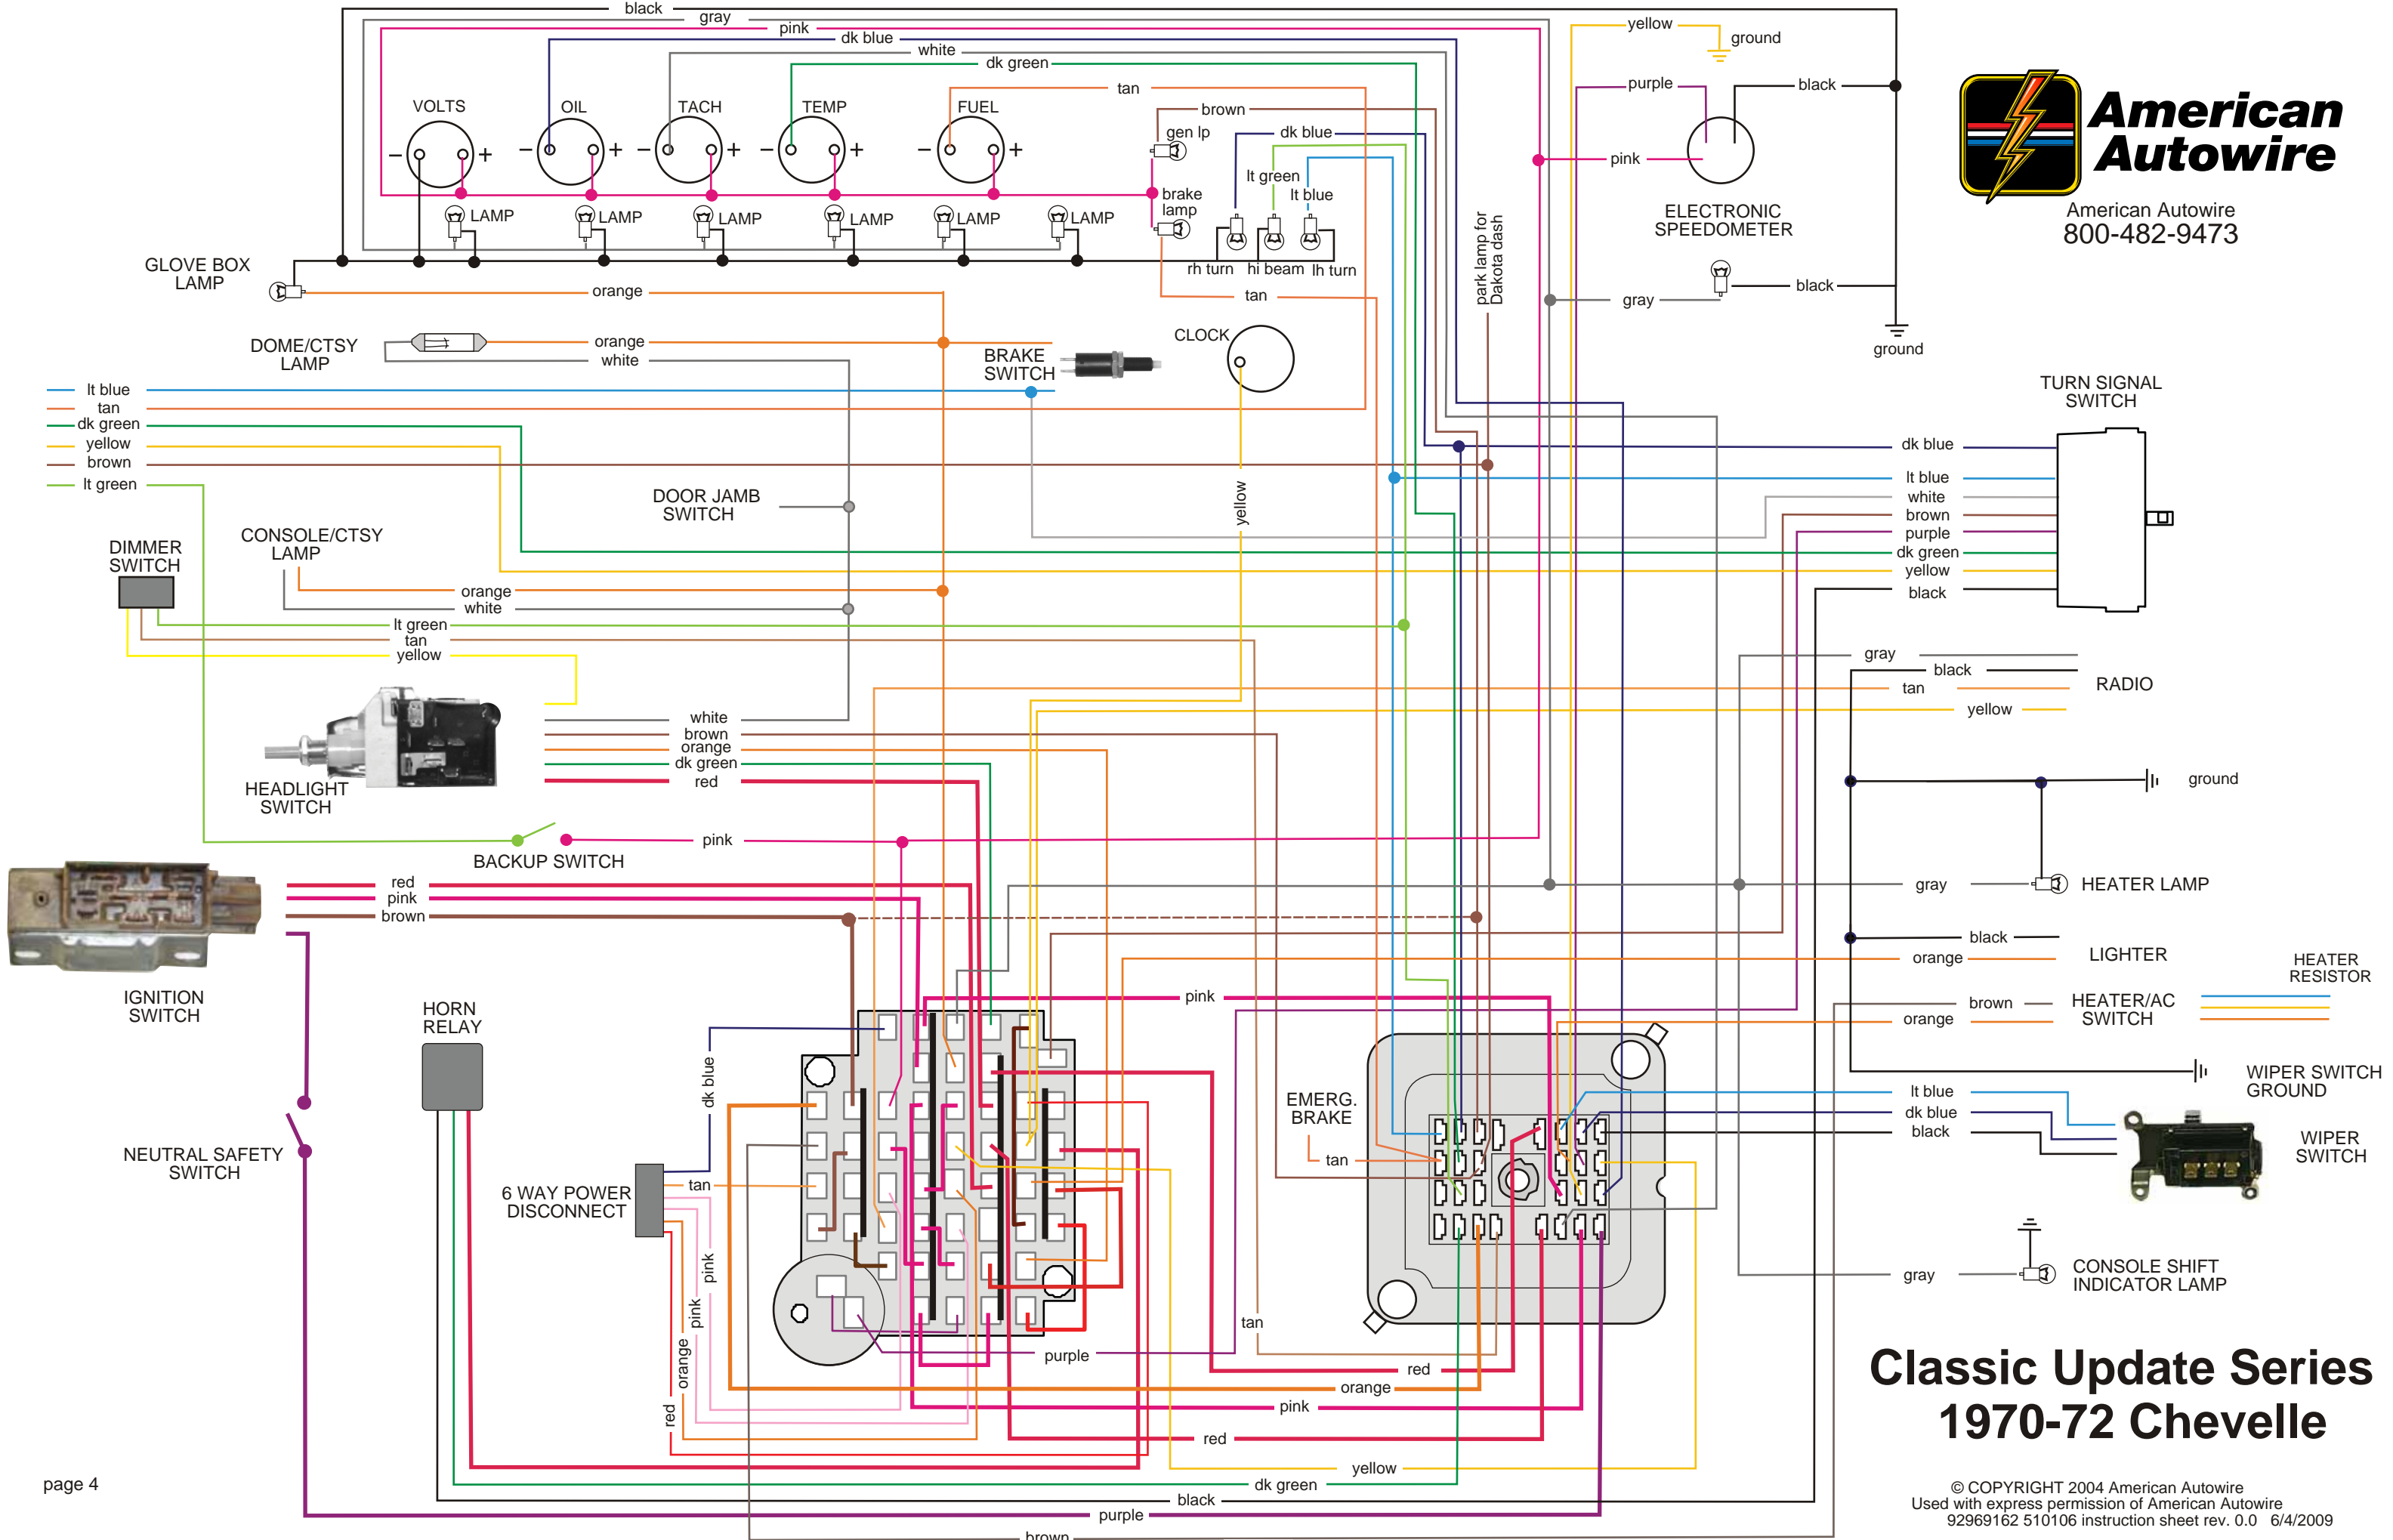 black
gray
pink
dk blue
white
dk green
tan
brown
yellow
ground
purple
black
pink
ELECTRONIC
SPEEDOMETER
gray
black
ground
American
Autowire
American Autowire
800-482-9473
VOLTS
OIL
TACH
TEMP
FUEL
- +
- +
- +
- +
- +
gen lp
dk blue
lt green
lt blue
brake
lamp
LAMP
LAMP
LAMP
LAMP
LAMP
LAMP
rh turn
hi beam
lh turn
tan
park lamp for
Dakota dash
GLOVE BOX
LAMP
orange
DOME/CTSY
LAMP
orange
white
BRAKE
SWITCH
CLOCK
yellow
lt blue
tan
dk green
yellow
brown
lt green
DOOR JAMB
SWITCH
TURN SIGNAL
SWITCH
dk blue
lt blue
white
brown
purple
dk green
yellow
black
DIMMER
SWITCH
CONSOLE/CTSY
LAMP
orange
white
lt green
tan
yellow
gray
black
tan
yellow
RADIO
HEADLIGHT
SWITCH
white
brown
orange
dk green
red
ground
BACKUP SWITCH
pink
red
pink
brown
gray
HEATER LAMP
IGNITION
SWITCH
black
orange
LIGHTER
HEATER
RESISTOR
brown
orange
HEATER/AC
SWITCH
HORN
RELAY
pink
dk blue
WIPER SWITCH
GROUND
lt blue
dk blue
black
WIPER
SWITCH
EMERG.
BRAKE
tan
NEUTRAL SAFETY
SWITCH
6 WAY POWER
DISCONNECT
tan
pink
pink
orange
red
gray
CONSOLE SHIFT
INDICATOR LAMP
tan
purple
red
orange
pink
red
yellow
dk green
black
purple
brown
Classic Update Series
1970-72 Chevelle
page 4
© COPYRIGHT 2004 American Autowire
Used with express permission of American Autowire
92969162 510106 instruction sheet rev. 0.0 6/4/2009